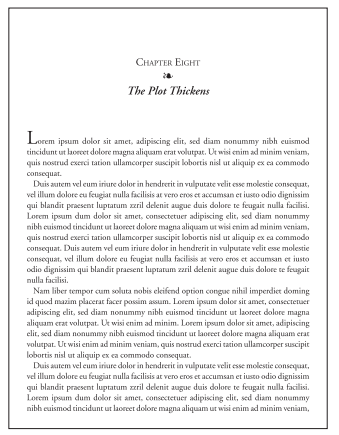 Chapter Eight
The Plot Thickens
Lorem ipsum dolor sit amet, adipiscing elit, sed diam nonummy nibh euismod
tincidunt ut laoreet dolore magna aliquam erat volutpat. Ut wisi enim ad minim veniam,
quis nostrud exerci tation ullamcorper suscipit lobortis nisl ut aliquip ex ea commodo
consequat.
Duis autem vel eum iriure dolor in hendrerit in vulputate velit esse molestie consequat,
vel illum dolore eu feugiat nulla facilisis at vero eros et accumsan et iusto odio dignissim
qui blandit praesent luptatum zzril delenit augue duis dolore te feugait nulla facilisi.
Lorem ipsum dum dolor sit amet, consectetuer adipiscing elit, sed diam nonummy
nibh euismod tincidunt ut laoreet dolore magna aliquam ut wisi enim ad minim veniam,
quis nostrud exerci tation ullamcorper suscipit lobortis nisl ut aliquip ex ea commodo
consequat. Duis autem vel eum iriure dolor in hendrerit in vulputate velit esse molestie
consequat, vel illum dolore eu feugiat nulla facilisis at vero eros et accumsan et iusto
odio dignissim qui blandit praesent luptatum zzril delenit augue duis dolore te feugait
nulla facilisi.
Nam liber tempor cum soluta nobis eleifend option congue nihil imperdiet doming
id quod mazim placerat facer possim assum. Lorem ipsum dolor sit amet, consectetuer
adipiscing elit, sed diam nonummy nibh euismod tincidunt ut laoreet dolore magna
aliquam erat volutpat. Ut wisi enim ad minim. Lorem ipsum dolor sit amet, adipiscing
elit, sed diam nonummy nibh euismod tincidunt ut laoreet dolore magna aliquam erat
volutpat. Ut wisi enim ad minim veniam, quis nostrud exerci tation ullamcorper suscipit
lobortis nisl ut aliquip ex ea commodo consequat.
Duis autem vel eum iriure dolor in hendrerit in vulputate velit esse molestie consequat,
vel illum dolore eu feugiat nulla facilisis at vero eros et accumsan et iusto odio dignissim
qui blandit praesent luptatum zzril delenit augue duis dolore te feugait nulla facilisi.
Lorem ipsum dum dolor sit amet, consectetuer adipiscing elit, sed diam nonummy
nibh euismod tincidunt ut laoreet dolore magna aliquam ut wisi enim ad minim veniam,